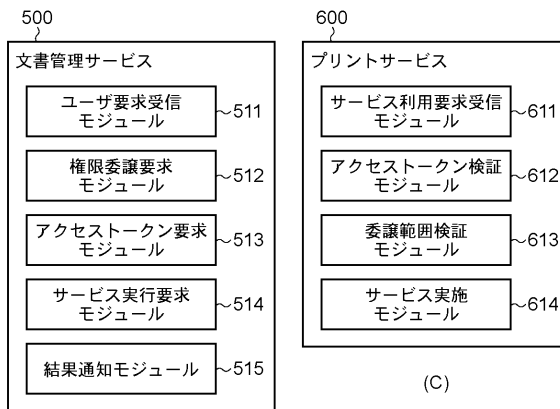 500
文書管理サービス
ユーザ要求受信
モジュール
511
権限委譲要求
モジュール
512
アクセストークン要求
モジュール
513
サービス実行要求
モジュール
514
結果通知モジュール
515
600
プリントサービス
サービス利用要求受信
モジュール
611
アクセストークン検証
モジュール
612
委譲範囲検証
モジュール
613
サービス実施
モジュール
614
(C)